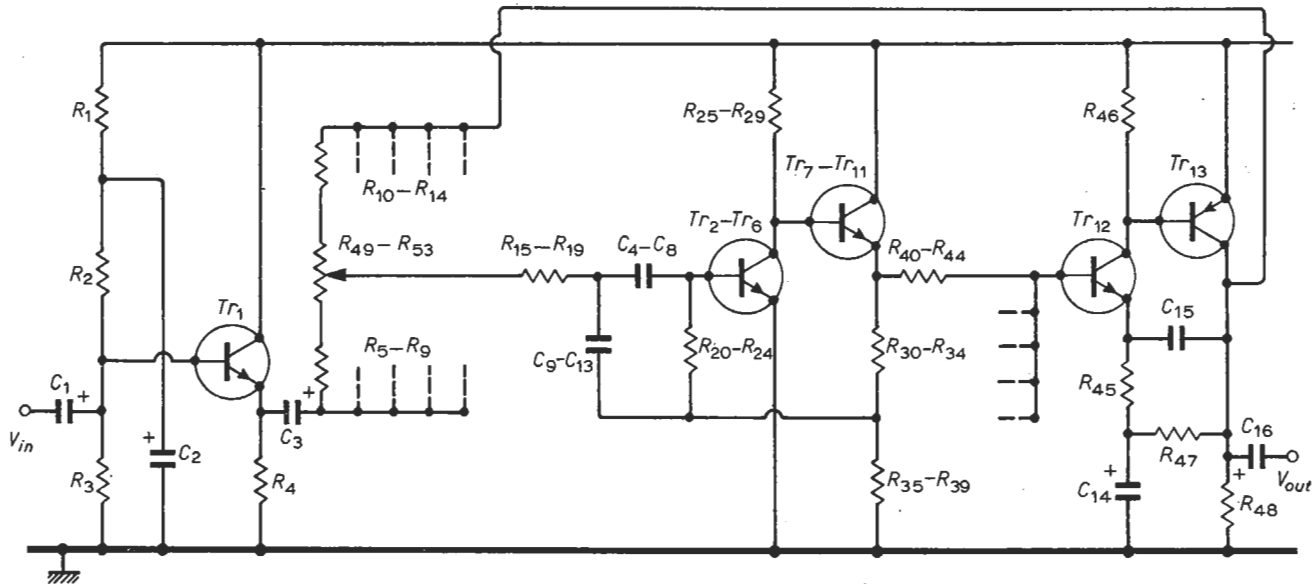 R1
R25–R29
R46
Tr7–Tr11
Tr13
R10–R14
Tr2–Tr6
Tr12
R49 – R53
R15–R19
C4–C8
R40–R44
R2
Tr1
C15
R5–R9
C9–C13
R20–R24
R30–R34
R45
C1
+
+
C16
Vin
+
C2
C3
R47
R3
R4
R35–R39
+
C14
+
Vout
R48